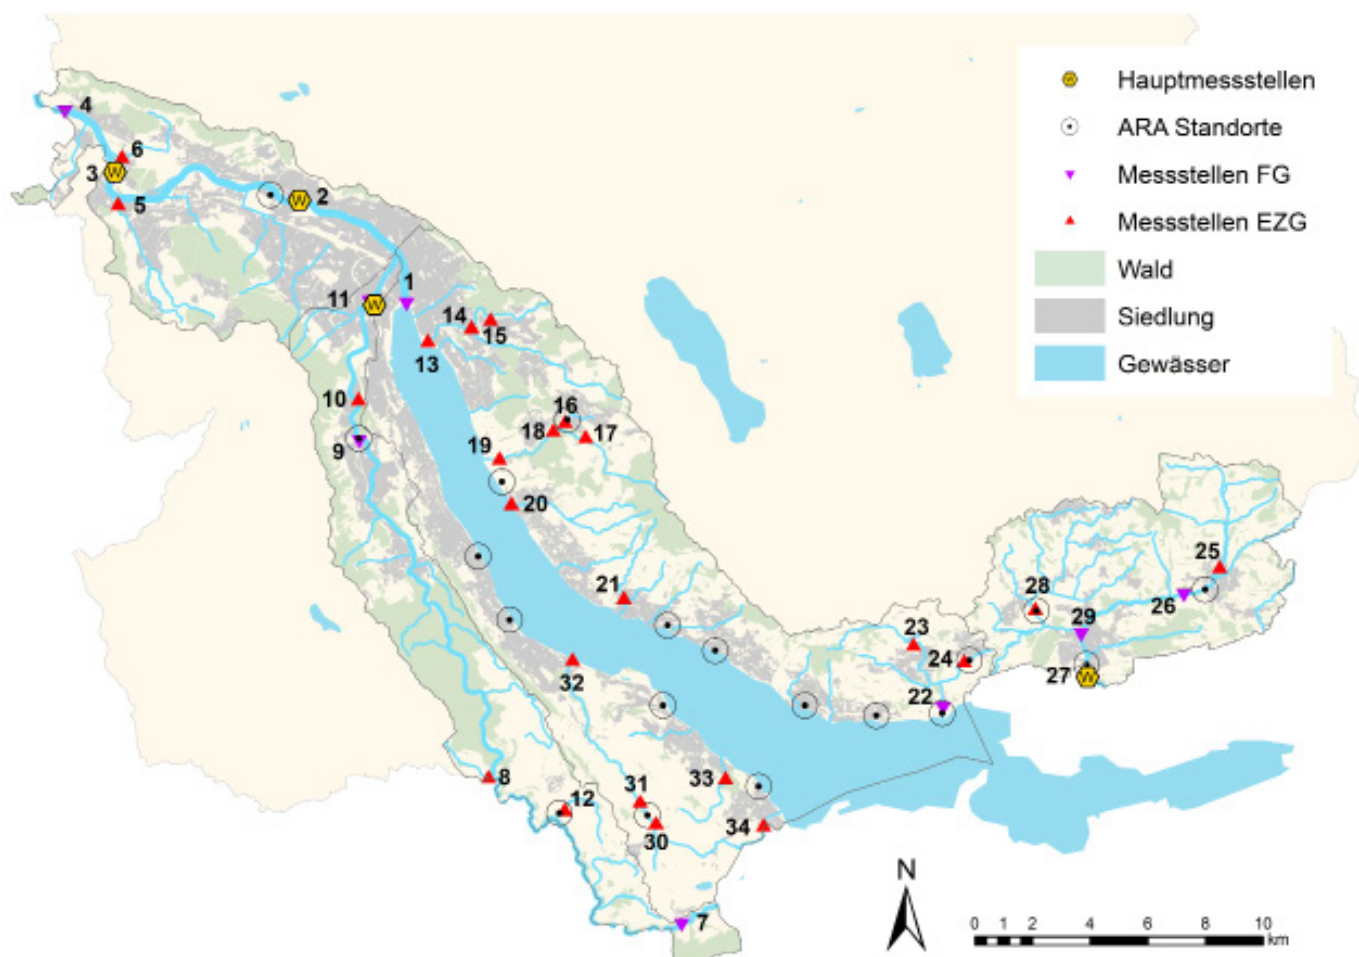 Hauptmessstellen
ARA Standorte
Messstellen FG
Messstellen EZG
Wald
Siedlung
Gewässer
4
6
3
5
2
11
1
14
15
13
10
16
18
17
9
19
20
25
28
21
26
29
23
24
27
32
22
8
33
31
12
34
30
7
N
0 1 2 4 6 8 10
km
W
W
W
W